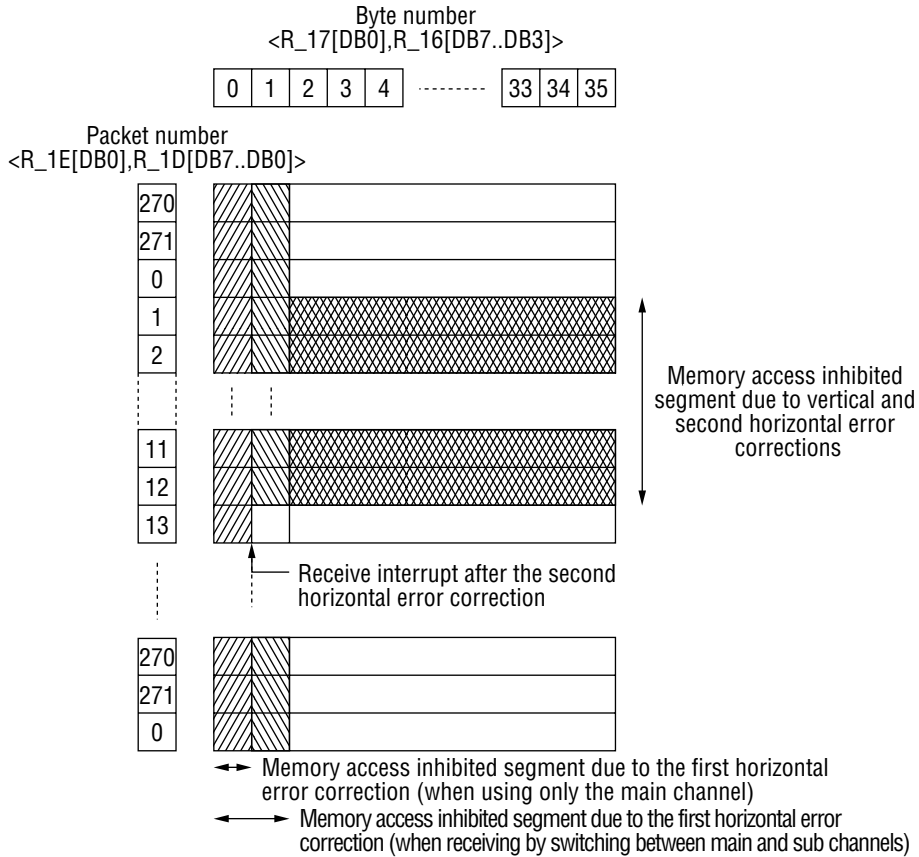 Byte number
<R_17[DB0],R_16[DB7..DB3]>
0 1 2 3 4 33 34 35
Packet number
<R_1E[DB0],R_1D[DB7..DB0]>
270
271
0
1
2
Memory access inhibited
segment due to vertical and
second horizontal error
corrections
11
12
13
Receive interrupt after the second
horizontal error correction
270
271
0
Memory access inhibited segment due to the first horizontal
error correction (when using only the main channel)
Memory access inhibited segment due to the first horizontal error
correction (when receiving by switching between main and sub channels)